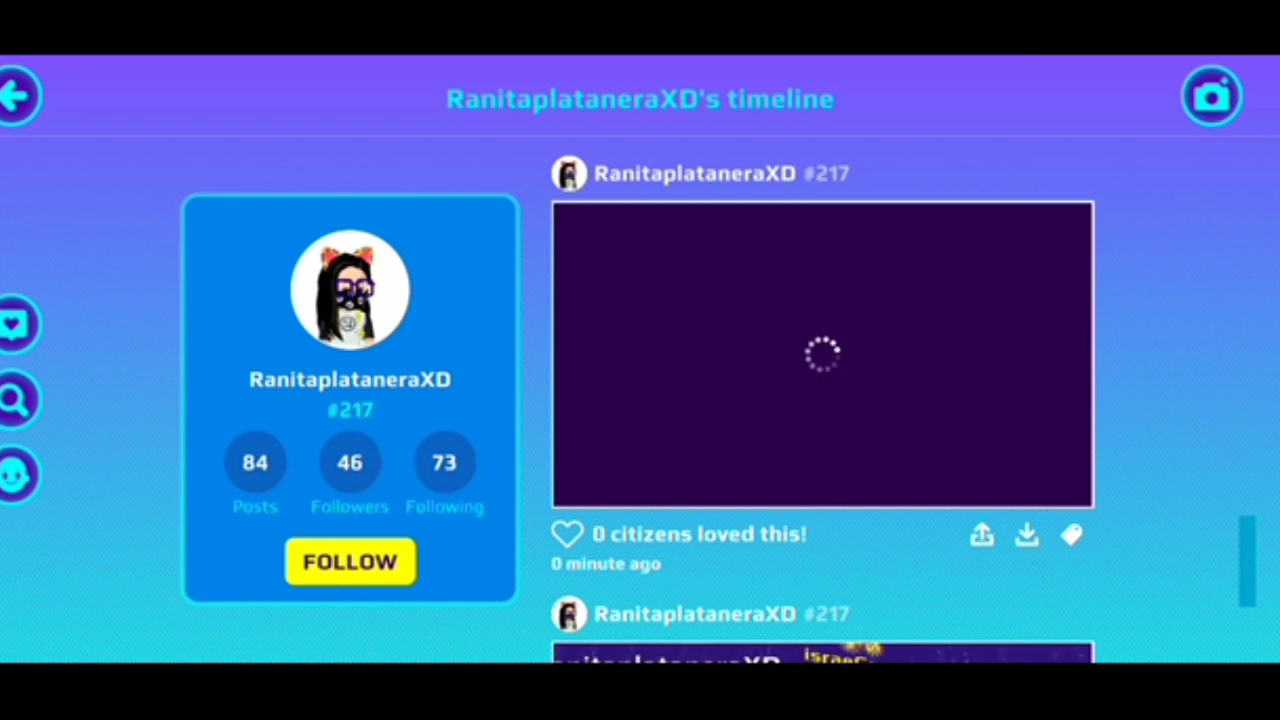 RanitaplataneraXD's timeline
RanitaplataneraXD #217
RanitaplataneraXD
#217
84 46 73
Posts Followers Following
FOLLOW
0 citizens loved this!
0 minute ago
RanitaplataneraXD #217